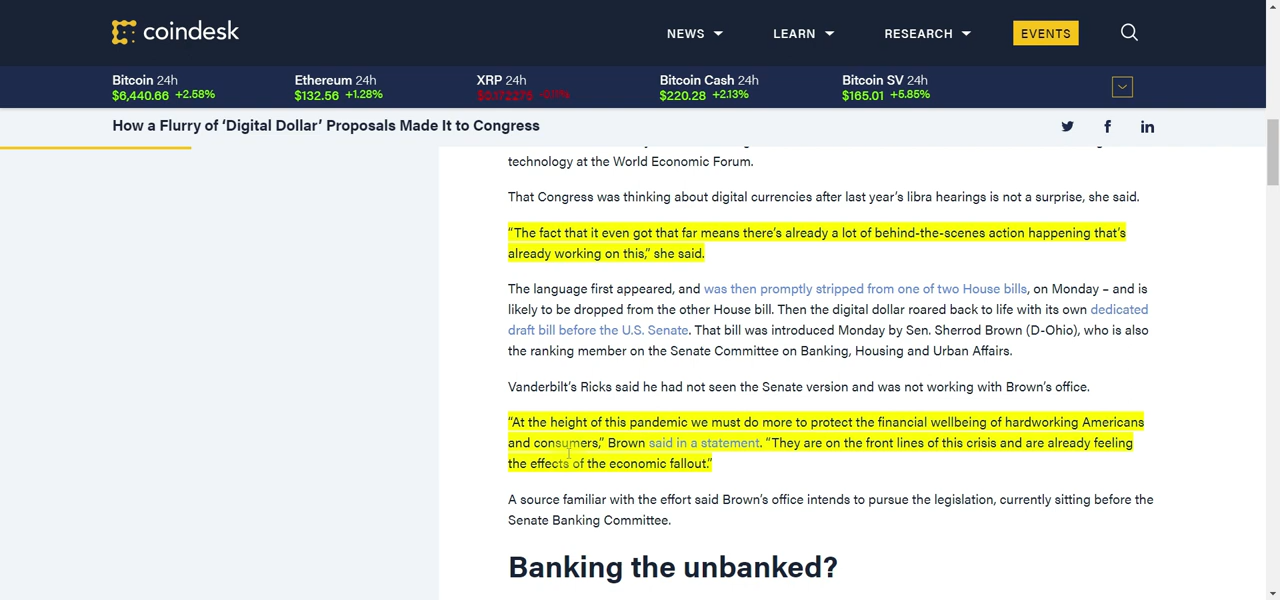 coindesk
NEWS
LEARN
RESEARCH
EVENTS
Bitcoin 24h
$6,440.66 +2.58%
Ethereum 24h
$132.56 +1.28%
XRP 24h
$0.172275 -0.11%
Bitcoin Cash 24h
$220.28 +2.13%
Bitcoin SV 24h
$165.01 +5.85%
How a Flurry of ‘Digital Dollar’ Proposals Made It to Congress
technology at the World Economic Forum.
That Congress was thinking about digital currencies after last year’s libra hearings is not a surprise, she said.
“The fact that it even got that far means there’s already a lot of behind-the-scenes action happening that’s
already working on this,” she said.
The language first appeared, and was then promptly stripped from one of two House bills, on Monday – and is
likely to be dropped from the other House bill. Then the digital dollar roared back to life with its own dedicated
draft bill before the U.S. Senate. That bill was introduced Monday by Sen. Sherrod Brown (D-Ohio), who is also
the ranking member on the Senate Committee on Banking, Housing and Urban Affairs.
Vanderbilt’s Ricks said he had not seen the Senate version and was not working with Brown’s office.
“At the height of this pandemic we must do more to protect the financial wellbeing of hardworking Americans
and consumers,” Brown said in a statement. “They are on the front lines of this crisis and are already feeling
the effects of the economic fallout.”
A source familiar with the effort said Brown’s office intends to pursue the legislation, currently sitting before the
Senate Banking Committee.
Banking the unbanked?